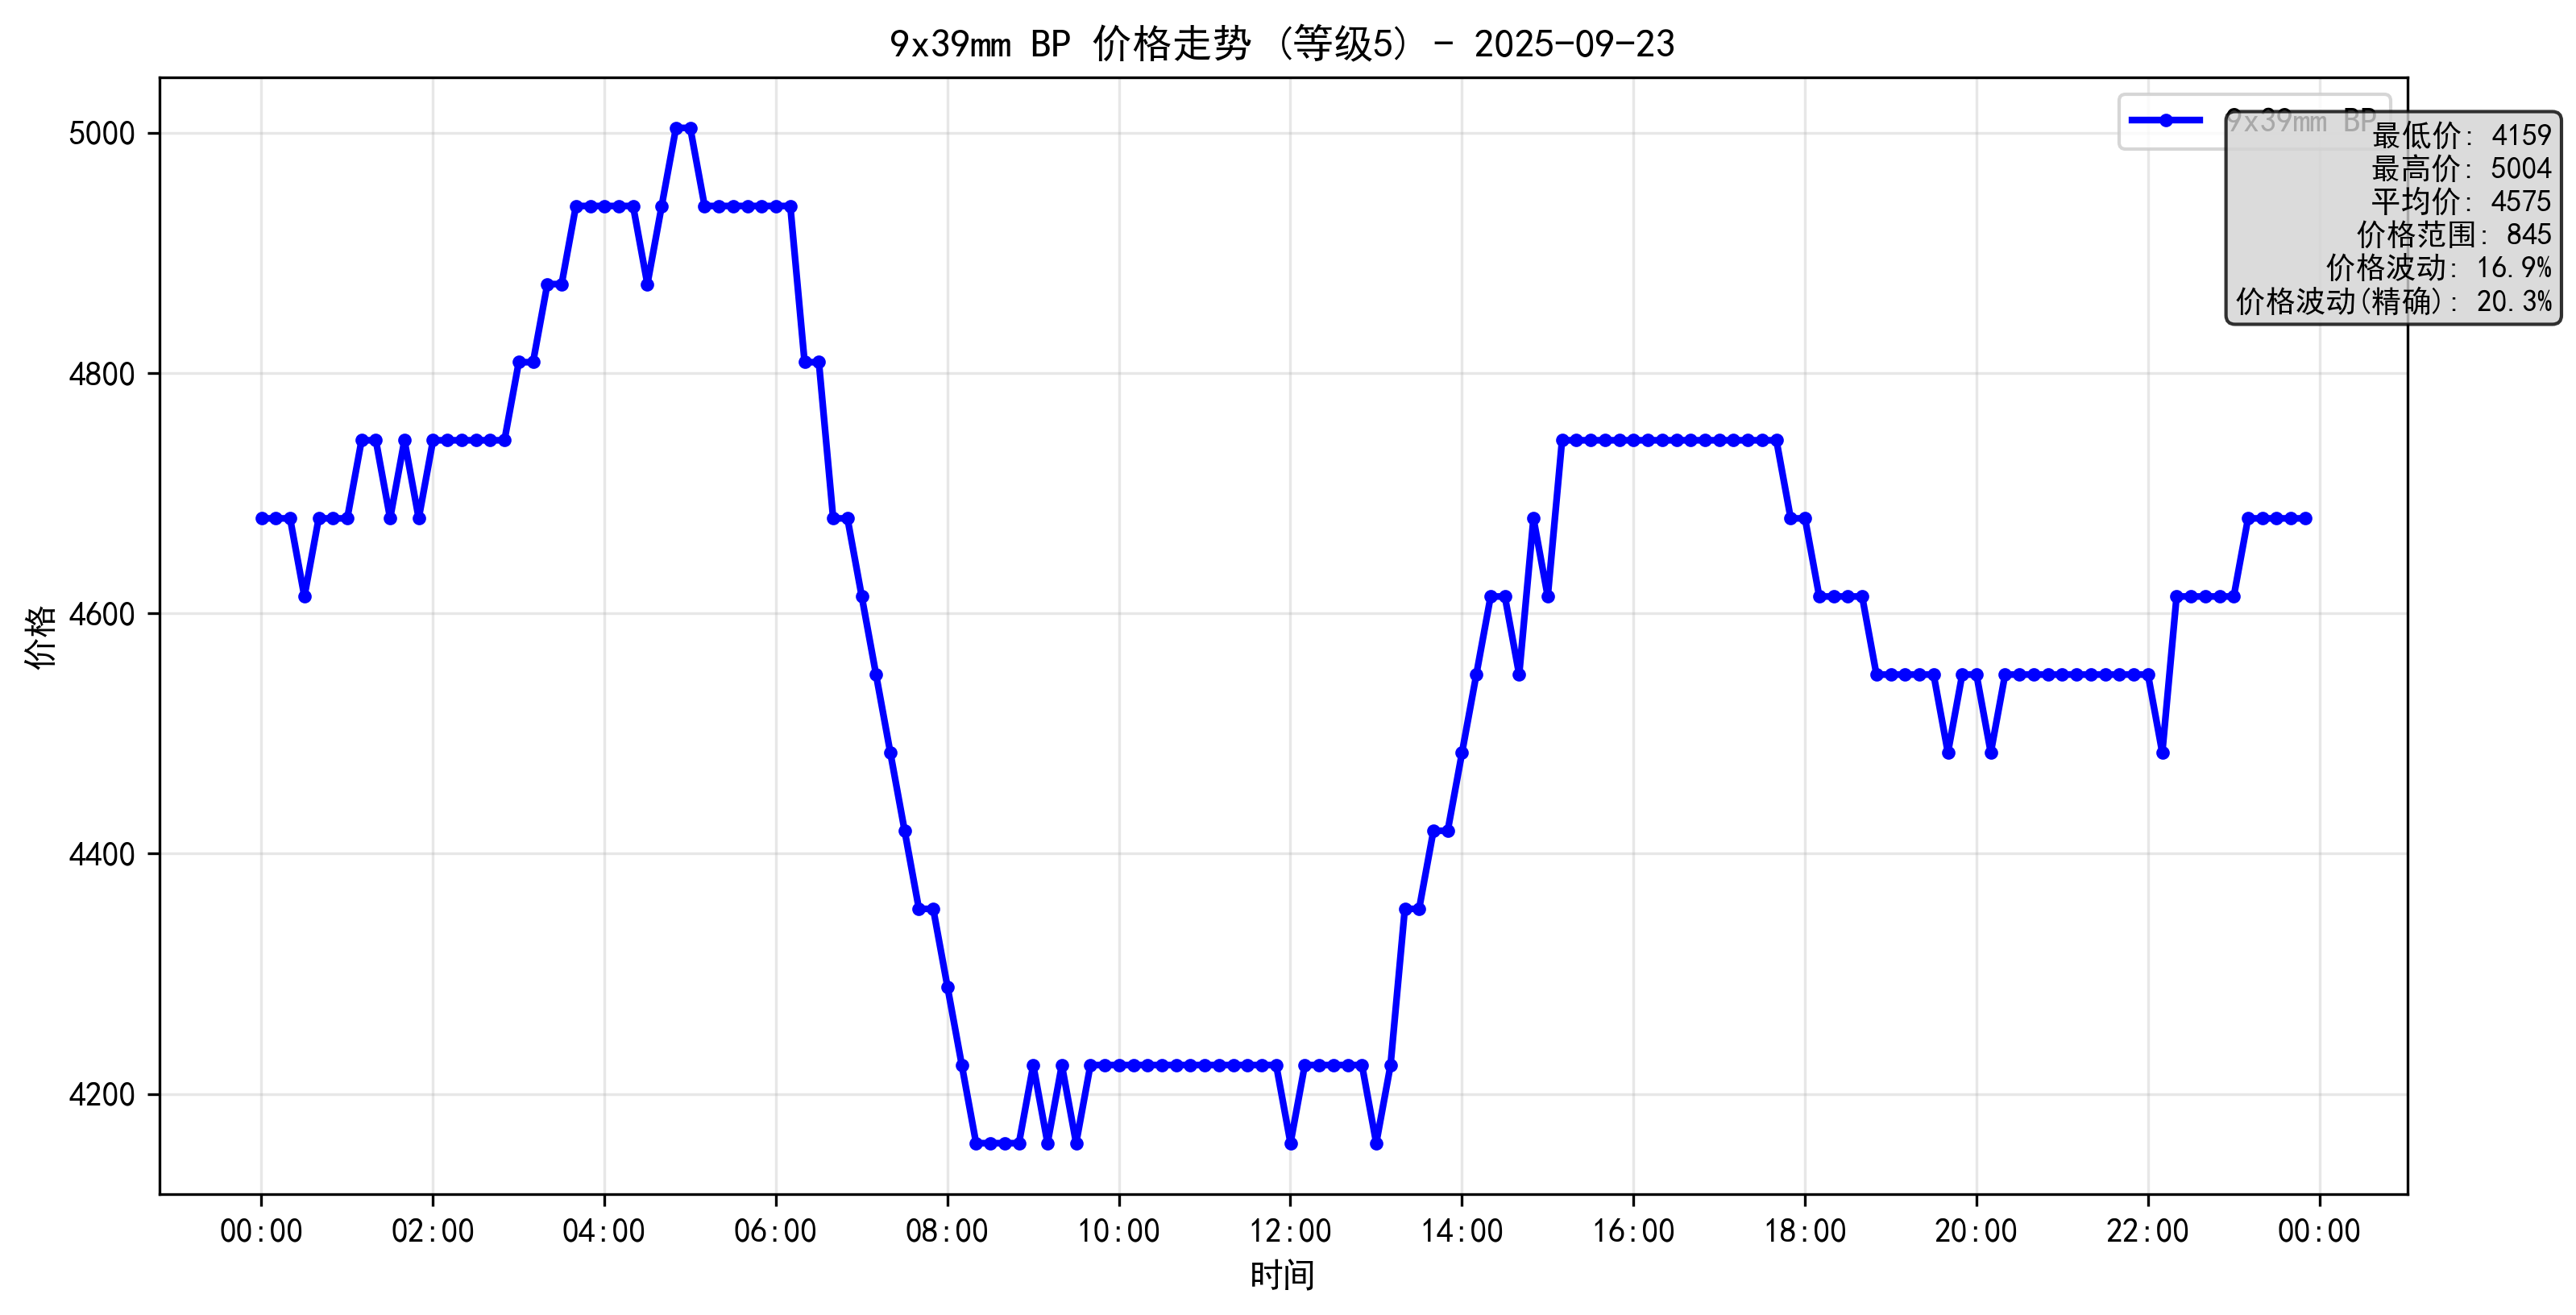 9x39mm BP 价格走势 (等级5) - 2025-09-23
9x39mm BP
最低价: 4159
最高价: 5004
平均价: 4575
价格范围: 845
价格波动: 16.9%
价格波动(精确): 20.3%
价格
5000
4800
4600
4400
4200
00:00 02:00 04:00 06:00 08:00 10:00 12:00 14:00 16:00 18:00 20:00 22:00 00:00
时间